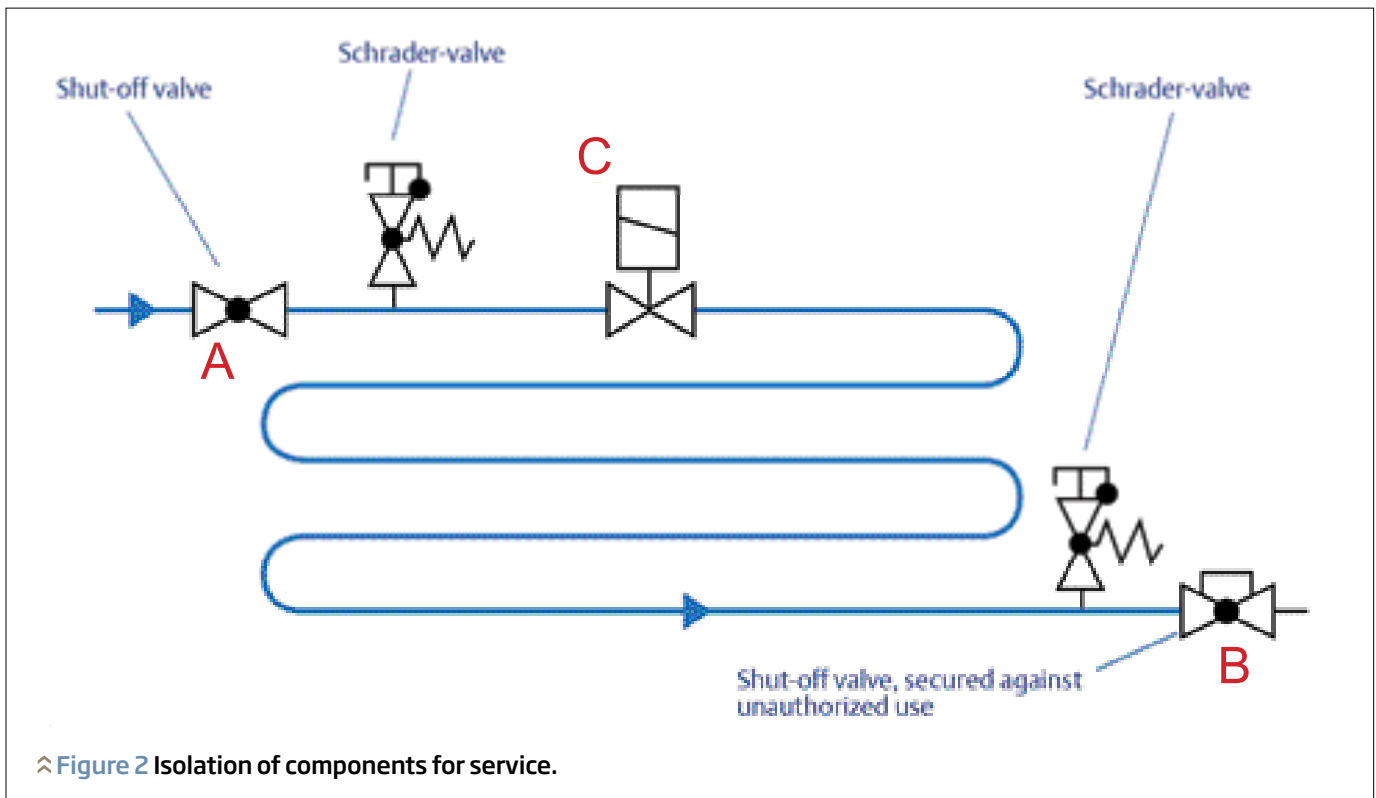 Schrader-valve
Shut-off valve
Schrader-valve
C
A
B
Shut-off valve, secured against
unauthorized use
Figure 2 Isolation of components for service.